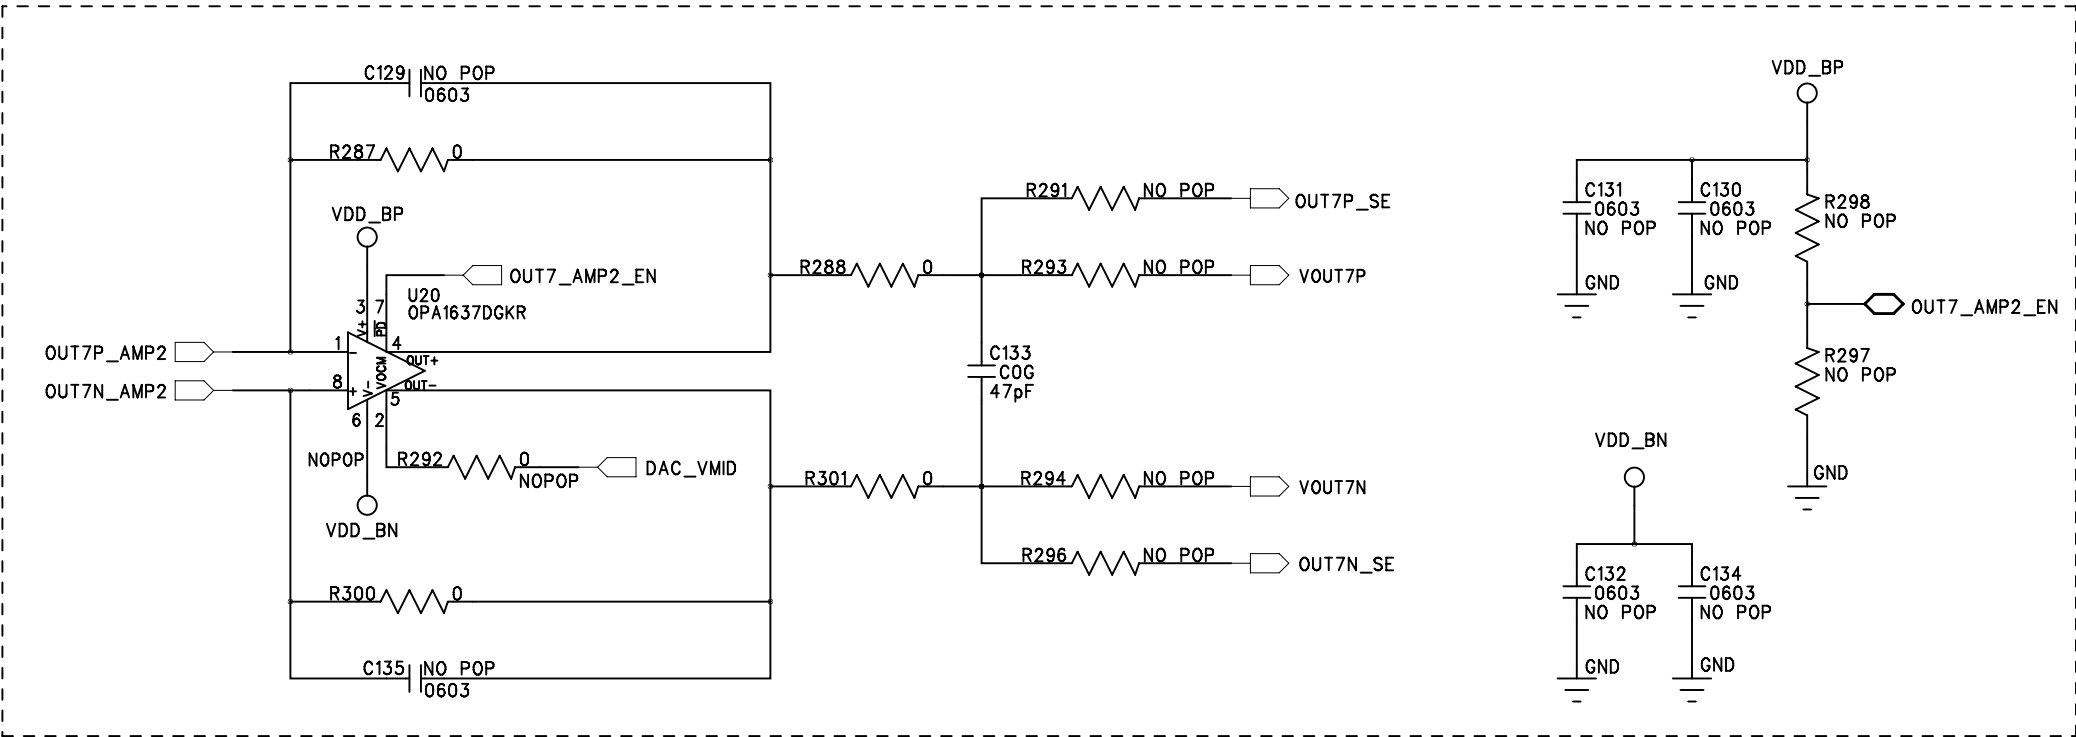 C129 NO POP
0603
R287 0
VDD_BP
OUT7_AMP2_EN
U20
OPA1637DGKR
3 7
V+ PD
OUT7P_AMP2 1 - 4 OUT+
OUT7N_AMP2 8 + 5 OUT-
VOCM
V-
6 2
NOPOP
R292 0
NOPOP
DAC_VMID
VDD_BN
R300 0
C135 NO POP
0603
R288 0
R301 0
R291 NO POP OUT7P_SE
R293 NO POP VOUT7P
C133
COG
47pF
R294 NO POP VOUT7N
R296 NO POP OUT7N_SE
VDD_BP
C131
0603
NO POP
GND
C130
0603
NO POP
GND
R298
NO POP
OUT7_AMP2_EN
R297
NO POP
GND
VDD_BN
C132
0603
NO POP
GND
C134
0603
NO POP
GND